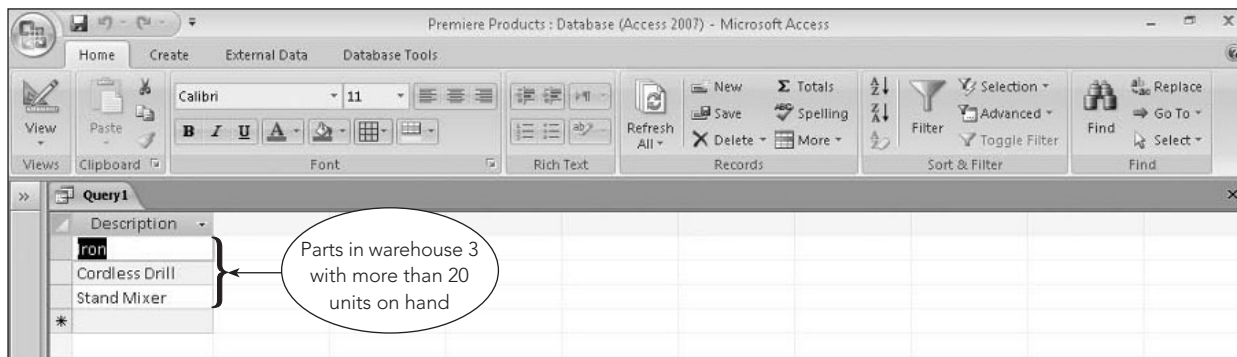 Premiere Products : Database (Access 2007) - Microsoft Access
Home Create External Data Database Tools
View
Views
Paste
Clipboard
Calibri 11
B I U A
Font
Rich Text
Refresh All
New
Save
Delete
Σ Totals
ABC Spelling
More
Records
A Z
Z A
A Z
Filter
Selection
Advanced
Toggle Filter
Sort & Filter
Find
Replace
Go To
Select
Find
Query1
Description
Iron
Cordless Drill
Stand Mixer
Parts in warehouse 3
with more than 20
units on hand